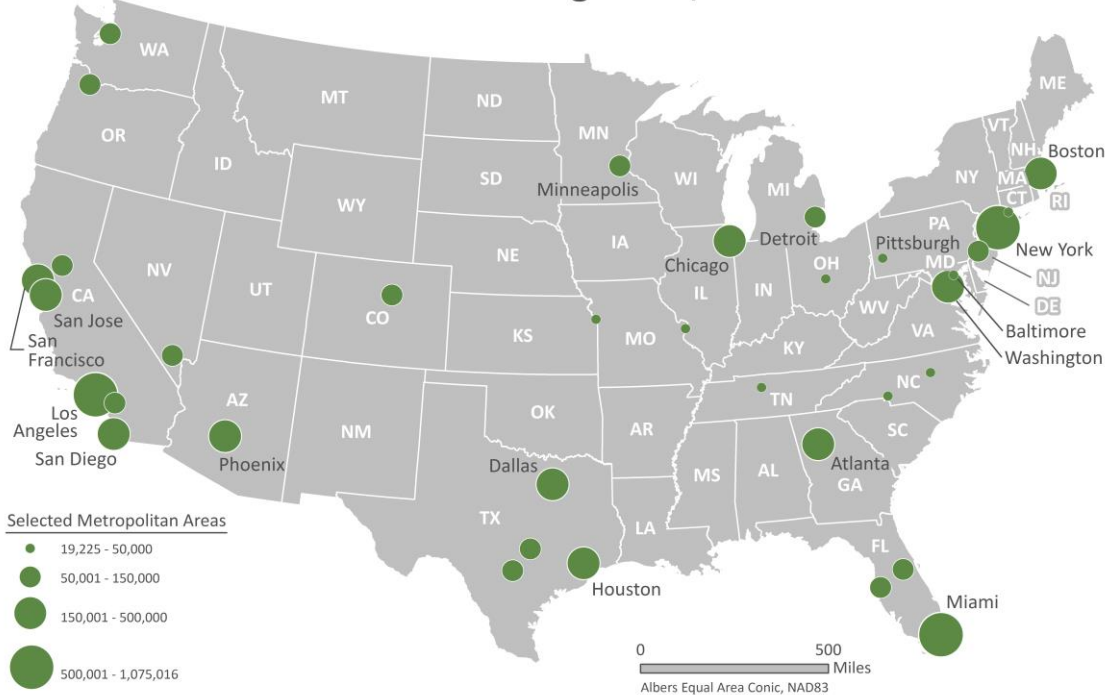 WA
MT
ND
ME
OR
MN
VT
ID
NH
Boston
SD
WI
MI
NY
MA
Minneapolis
CT
RI
WY
PA
IA
Detroit
Pittsburgh
New York
NE
Chicago
OH
MD
NJ
NV
IL
IN
UT
CA
CO
WV
DE
San Jose
VA
Baltimore
San
Francisco
KS
MO
KY
Washington
NC
AZ
TN
Los
Angeles
OK
NM
AR
SC
San Diego
Phoenix
Dallas
Atlanta
MS
AL
GA
TX
LA
Selected Metropolitan Areas
19,225 - 50,000
50,001 - 150,000
150,001 - 500,000
500,001 - 1,075,016
FL
Houston
Miami
0 500
Miles
Albers Equal Area Conic, NAD83